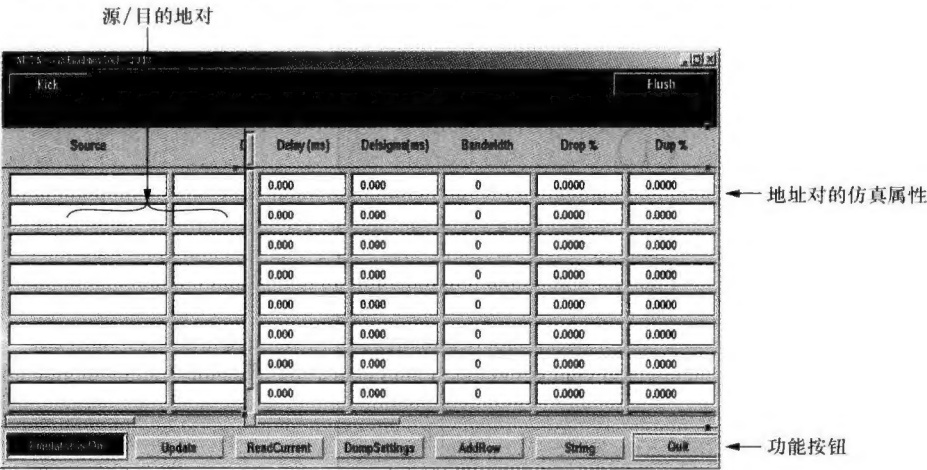 源/目的地对
Kick
Flush
Source
Delay (ms)
Delsigma(ms)
Bandwidth
Drop %
Dup %
0.000 0.000 0 0.0000 0.0000
地址对的仿真属性
0.000 0.000 0 0.0000 0.0000
0.000 0.000 0 0.0000 0.0000
0.000 0.000 0 0.0000 0.0000
0.000 0.000 0 0.0000 0.0000
0.000 0.000 0 0.0000 0.0000
0.000 0.000 0 0.0000 0.0000
0.000 0.000 0 0.0000 0.0000
Update
ReadCurrent
DumpSettings
AddRow
String
Quit
功能按钮